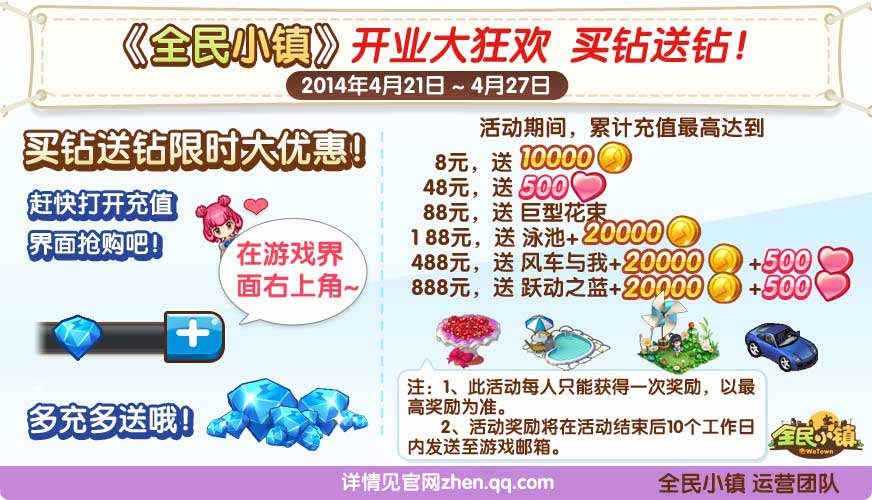 《全民小镇》开业大狂欢 买钻送钻!
2014年4月21日 ~ 4月27日
买钻送钻限时大优惠!
赶快打开充值
界面抢购吧!
在游戏界
面右上角~
多充多送哦!
活动期间，累计充值最高达到
8元，送 10000
48元，送 500
88元，送 巨型花束
188元，送 泳池+20000
488元，送 风车与我+20000+500
888元，送 跃动之蓝+20000+500
注：1、此活动每人只能获得一次奖励，以最
高奖励为准。
2、活动奖励将在活动结束后10个工作日
内发送至游戏邮箱。
全民小镇
WeTown
详情见官网zhen.qq.com
全民小镇 运营团队